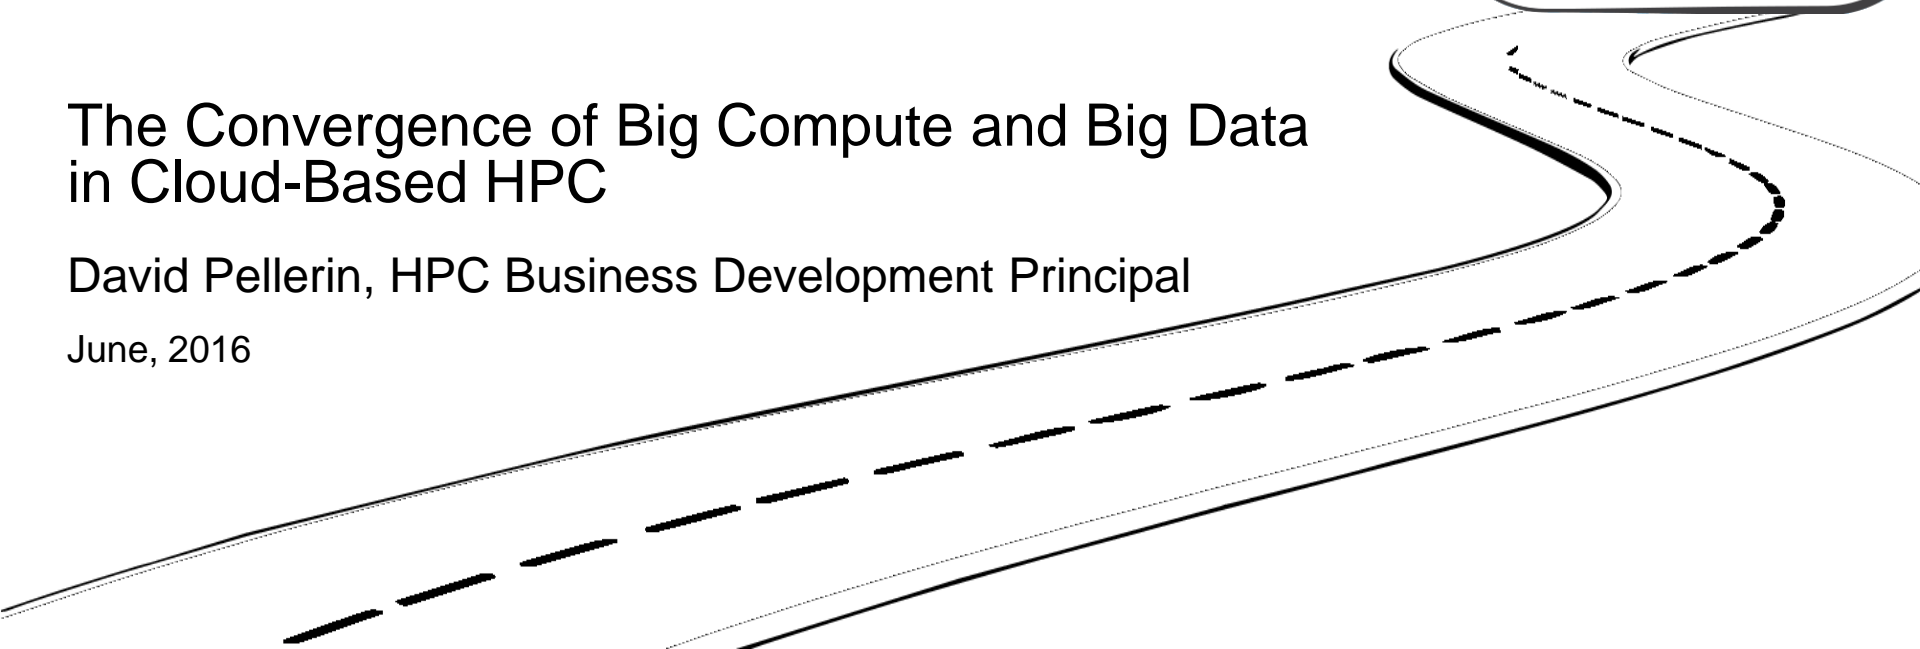 The Convergence of Big Compute and Big Data
in Cloud-Based HPC
David Pellerin, HPC Business Development Principal
June, 2016